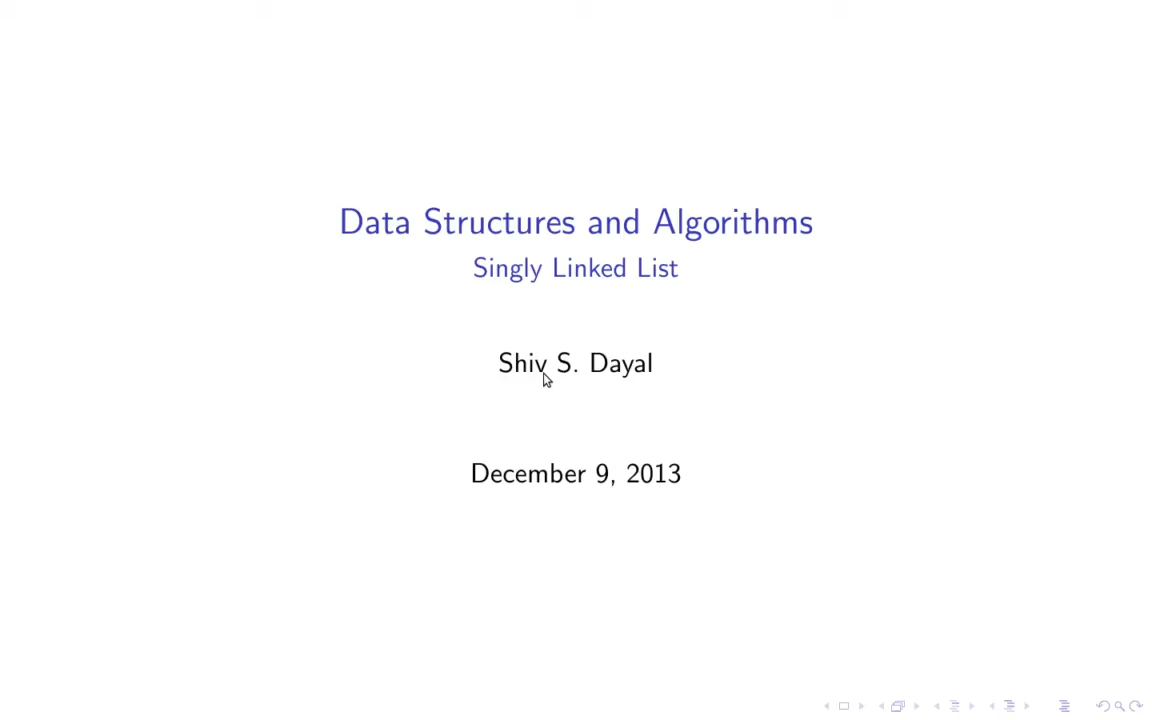 Data Structures and Algorithms
Singly Linked List
Shiv S. Dayal
December 9, 2013